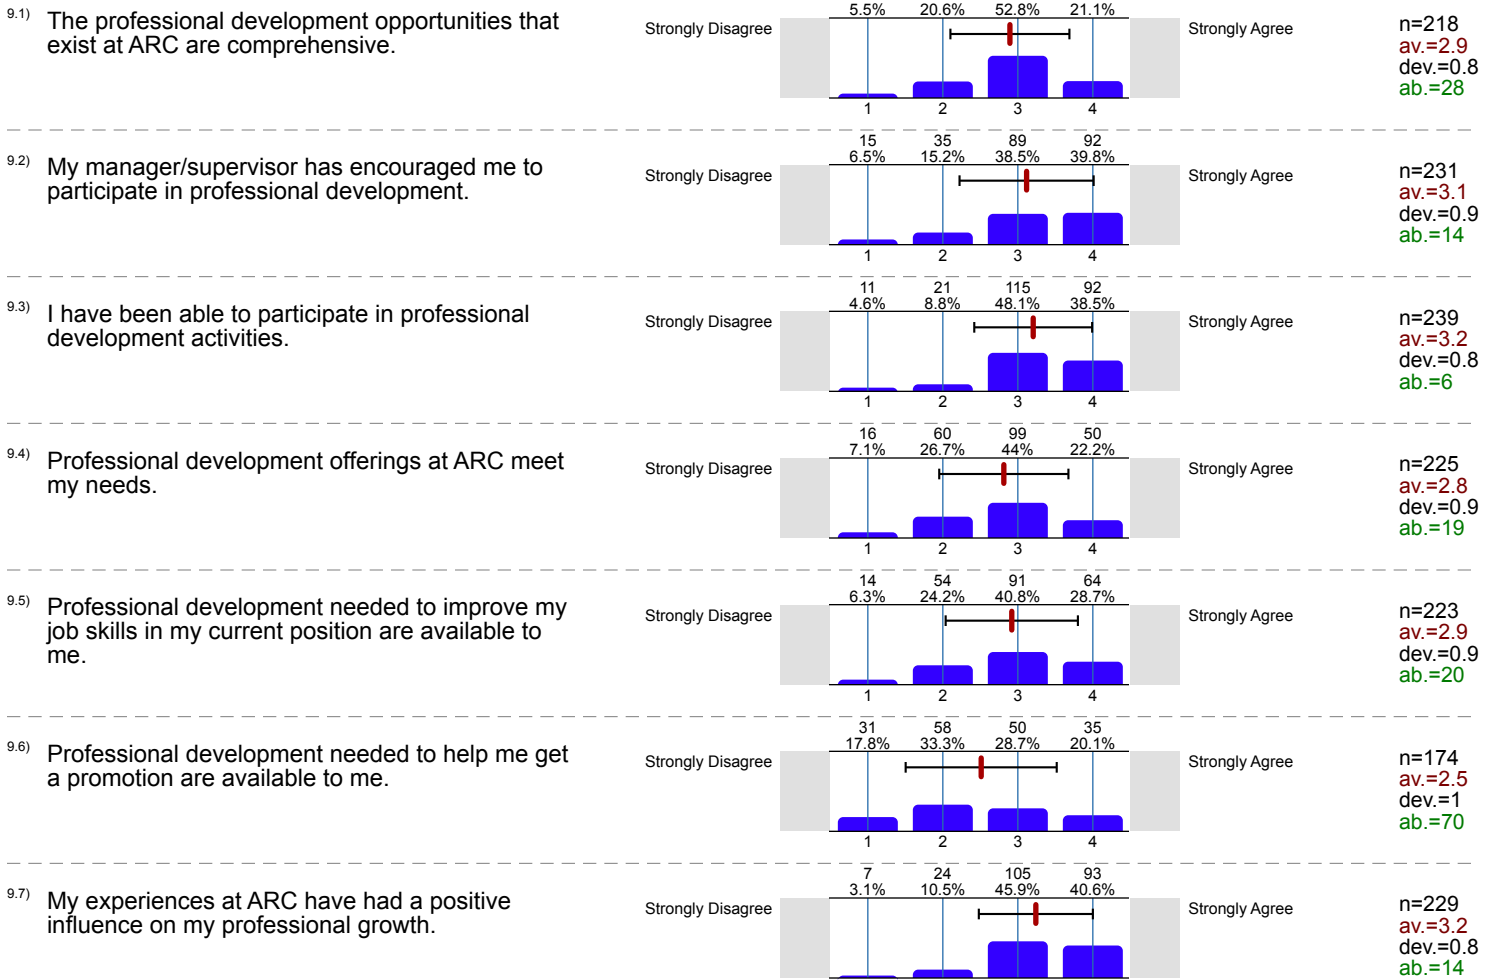 5.5% 20.6% 52.8% 21.1%
9.1) The professional development opportunities that
exist at ARC are comprehensive.
Strongly Disagree
Strongly Agree
n=218
av.=2.9
dev.=0.8
ab.=28
1 2 3 4
15 35 89 92
6.5% 15.2% 38.5% 39.8%
9.2) My manager/supervisor has encouraged me to
participate in professional development.
Strongly Disagree
Strongly Agree
n=231
av.=3.1
dev.=0.9
ab.=14
1 2 3 4
11 21 115 92
4.6% 8.8% 48.1% 38.5%
9.3) I have been able to participate in professional
development activities.
Strongly Disagree
Strongly Agree
n=239
av.=3.2
dev.=0.8
ab.=6
1 2 3 4
16 60 99 50
7.1% 26.7% 44% 22.2%
9.4) Professional development offerings at ARC meet
my needs.
Strongly Disagree
Strongly Agree
n=225
av.=2.8
dev.=0.9
ab.=19
1 2 3 4
14 54 91 64
6.3% 24.2% 40.8% 28.7%
9.5) Professional development needed to improve my
job skills in my current position are available to
me.
Strongly Disagree
Strongly Agree
n=223
av.=2.9
dev.=0.9
ab.=20
1 2 3 4
31 58 50 35
17.8% 33.3% 28.7% 20.1%
9.6) Professional development needed to help me get
a promotion are available to me.
Strongly Disagree
Strongly Agree
n=174
av.=2.5
dev.=1
ab.=70
1 2 3 4
7 24 105 93
3.1% 10.5% 45.9% 40.6%
9.7) My experiences at ARC have had a positive
influence on my professional growth.
Strongly Disagree
Strongly Agree
n=229
av.=3.2
dev.=0.8
ab.=14